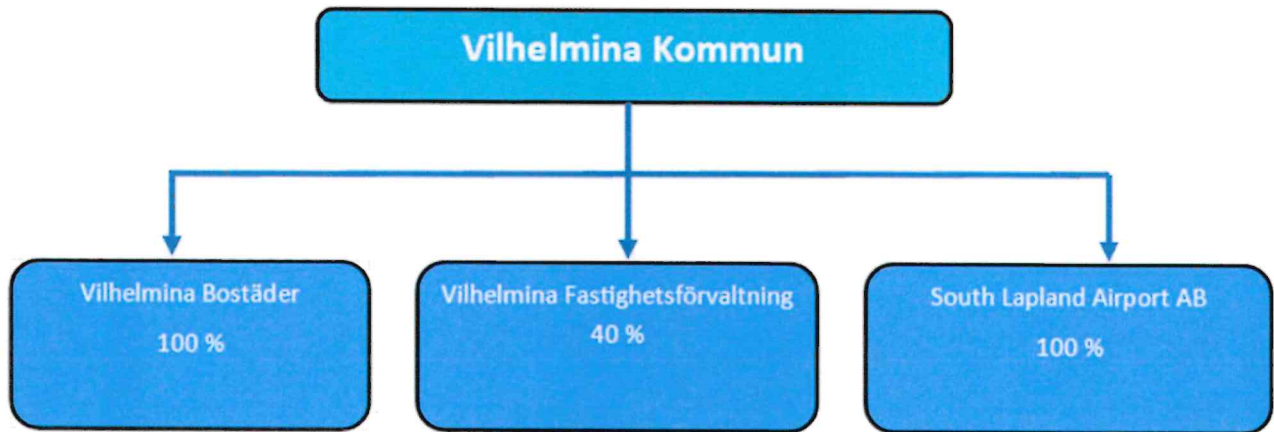 Vilhelmina Kommun
Vilhelmina Bostäder
100 %
Vilhelmina Fastighetsförvaltning
40 %
South Lapland Airport AB
100 %